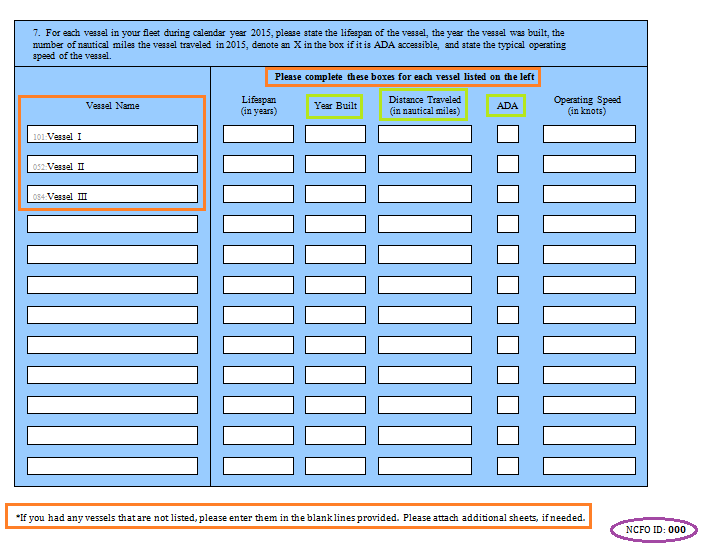 7. For each vessel in your fleet during calendar year 2015, please state the lifespan of the vessel, the year the vessel was built, the
number of nautical miles the vessel traveled in 2015, denote an X in the box if it is ADA accessible, and state the typical operating
speed of the vessel.
Please complete these boxes for each vessel listed on the left
Vessel Name
Lifespan
(in years)
Year Built
Distance Traveled
(in nautical miles)
ADA
Operating Speed
(in knots)
101:Vessel I
052:Vessel II
084:Vessel III
*If you had any vessels that are not listed, please enter them in the blank lines provided. Please attach additional sheets, if needed.
NCFO ID: 000